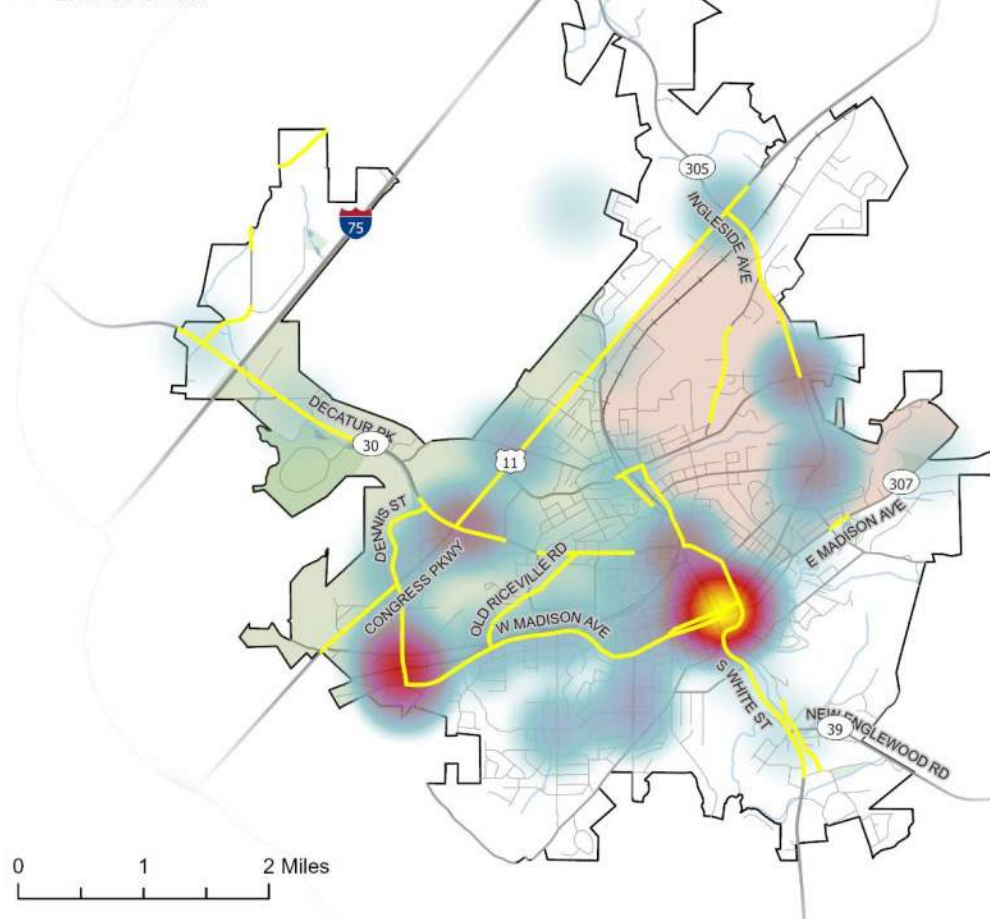 305
INGLESIDE AVE
75
DECATUR PK
30
11
307
DENNIS ST
E MADISON AVE
CONGRESS PKWY
OLD RICEVILLE RD
W MADISON AVE
S WHITE ST
NEW ENGLEWOOD RD
39
0 1 2 Miles